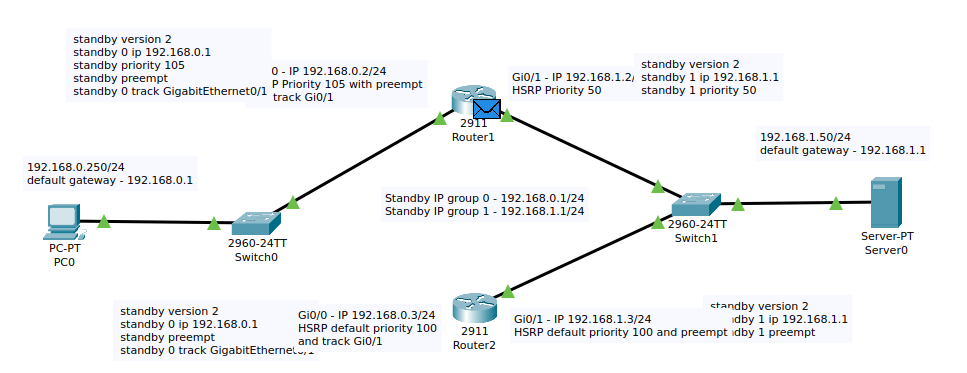 standby version 2
standby 0 ip 192.168.0.1
standby priority 105
standby preempt
standby 0 track GigabitEthernet0/1
0 - IP 192.168.0.2/24
P Priority 105 with preempt
track Gi0/1
Gi0/1 - IP 192.168.1.2/
HSRP Priority 50
standby version 2
standby 1 ip 192.168.1.1
standby 1 priority 50
2911
Router1
192.168.1.50/24
default gateway - 192.168.1.1
192.168.0.250/24
default gateway - 192.168.0.1
Standby IP group 0 - 192.168.0.1/24
Standby IP group 1 - 192.168.1.1/24
PC-PT
PC0
2960-24TT
Switch0
2960-24TT
Switch1
Server-PT
Server0
standby version 2
standby 0 ip 192.168.0.1
standby preempt
standby 0 track
Gi0/0 - IP 192.168.0.3/24
HSRP default priority 100
and track Gi0/1
2911
Router2
Gi0/1 - IP 192.168.1.3/24
HSRP default priority 100 and preempt
standby version 2
1 ip 192.168.1.1
1 preempt